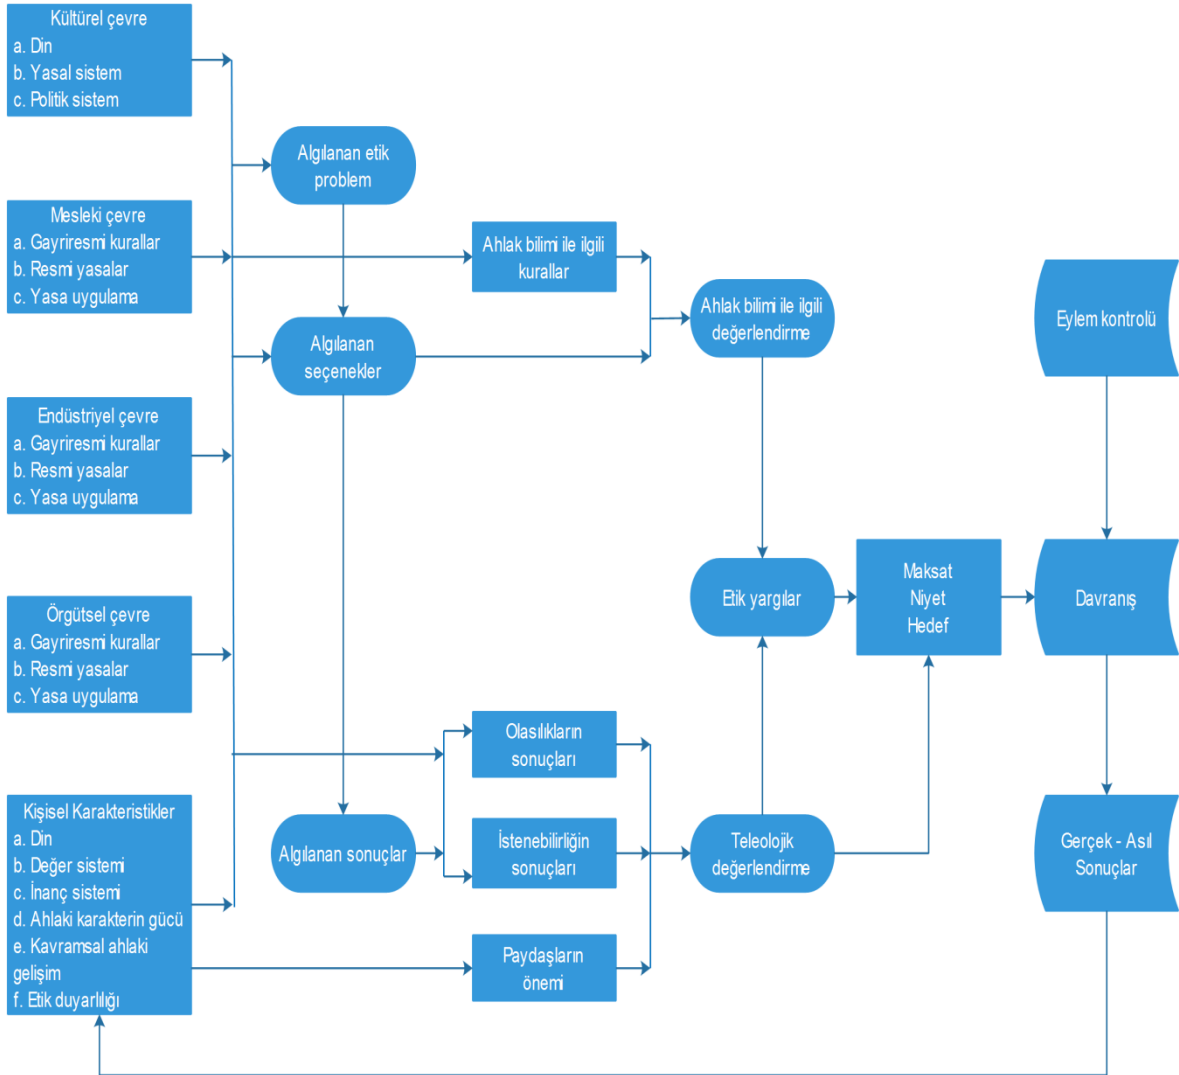 Kültürel çevre
a. Din
b. Yasal sistem
c. Politik sistem
Algılanan etik
problem
Mesleki çevre
a. Gayriresmi kurallar
b. Resmi yasalar
c. Yasa uygulama
Ahlak bilimi ile ilgili
kurallar
Algılanan
seçenekler
Ahlak bilimi ile ilgili
değerlendirme
Eylem kontrolü
Endüstriyel çevre
a. Gayriresmi kurallar
b. Resmi yasalar
c. Yasa uygulama
Etik yargılar
Maksat
Niyet
Hedef
Davranış
Örgütsel çevre
a. Gayriresmi kurallar
b. Resmi yasalar
c. Yasa uygulama
Olasılıkların
sonuçları
Kişisel Karakteristikler
a. Din
b. Değer sistemi
c. İnanç sistemi
d. Ahlaki karakterin gücü
e. Kavramsal ahlaki
gelişim
f. Etik duyarlılığı
Algılanan sonuçlar
İstenebilirliğin
sonuçları
Teleolojik
değerlendirme
Gerçek - Asıl
Sonuçlar
Paydaşların
önemi